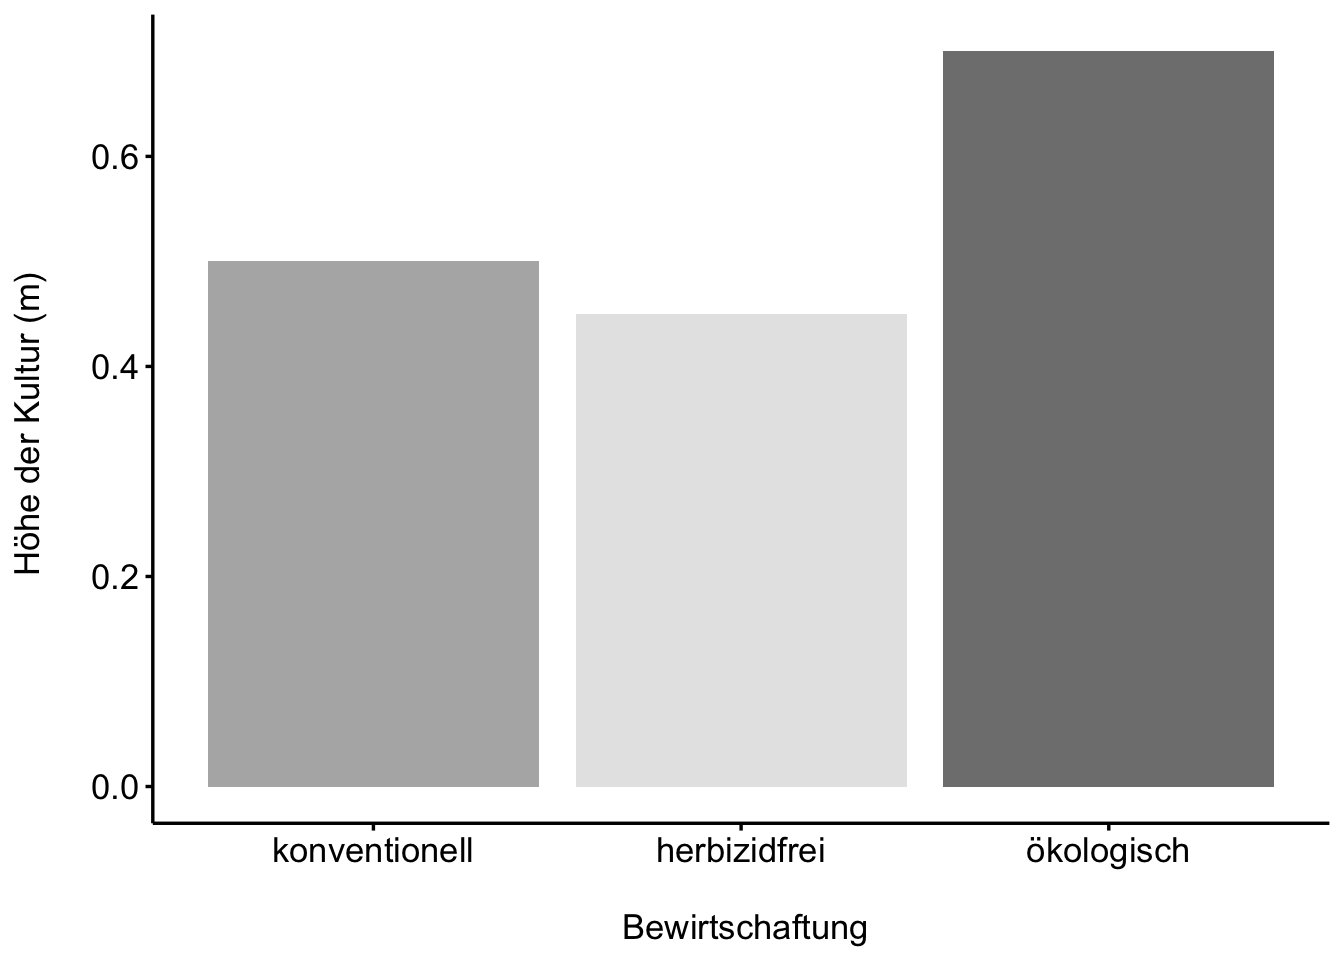 Höhe der Kultur (m)
0.6
0.4
0.2
0.0
konventionell herbizidfrei ökologisch
Bewirtschaftung